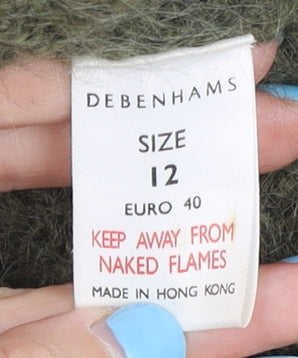 DEBENHAMS
SIZE
12
EURO 40
KEEP AWAY FROM
NAKED FLAMES
MADE IN HONG KONG